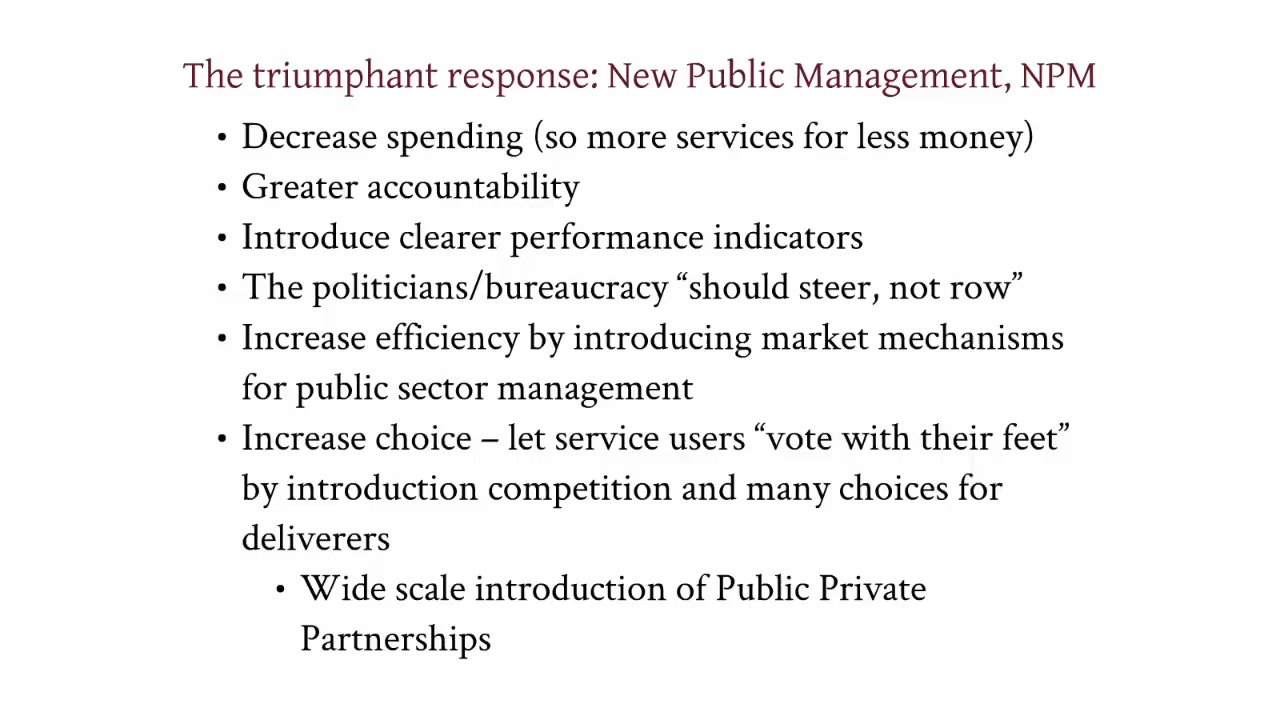 The triumphant response: New Public Management, NPM
• Decrease spending (so more services for less money)
• Greater accountability
• Introduce clearer performance indicators
• The politicians/bureaucracy “should steer, not row”
• Increase efficiency by introducing market mechanisms
for public sector management
• Increase choice – let service users “vote with their feet”
by introduction competition and many choices for
deliverers
• Wide scale introduction of Public Private
Partnerships